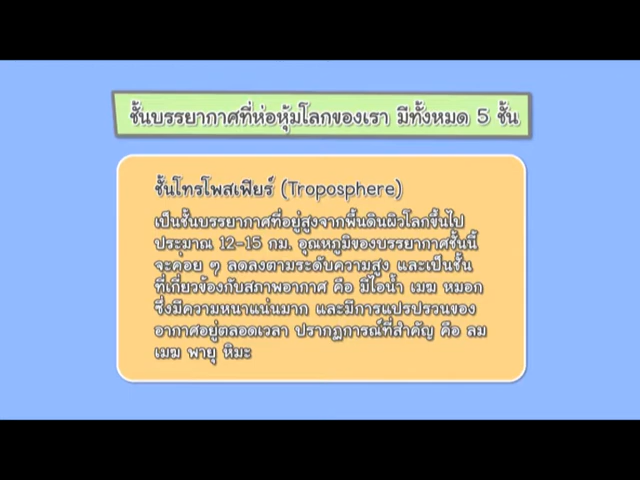 ชั้นบรรยากาศที่ห่อหุ้มโลกของเรา มีทั้งหมด 5 ชั้น
ชั้นโทรโพสเฟียร์ (Troposphere)
เป็นชั้นบรรยากาศที่อยู่สูงจากพื้นดินผิวโลกขึ้นไป
ประมาณ 12-15 กม. อุณหภูมิของบรรยากาศชั้นนี้
จะค่อย ๆ ลดลงตามระดับความสูง และเป็นชั้น
ที่เกี่ยวข้องกับสภาพอากาศ คือ มีไอน้ำ เมฆ หมอก
ซึ่งมีความหนาแน่นมาก และมีการแปรปรวนของ
อากาศอยู่ตลอดเวลา ปรากฏการณ์ที่สำคัญ คือ ลม
เมฆ พายุ หิมะ